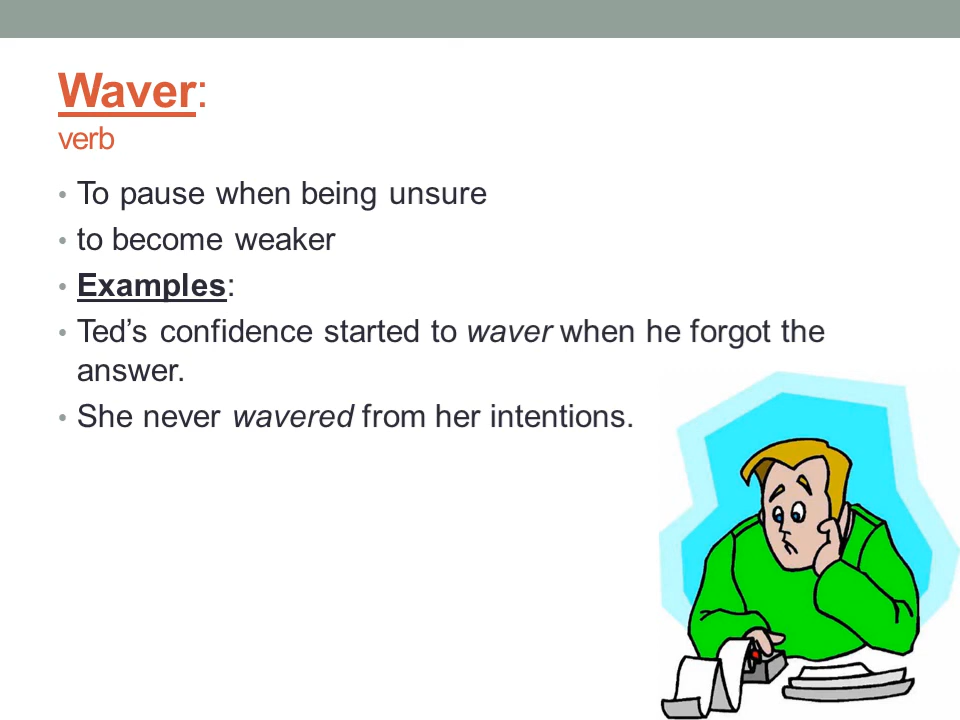 Waver:
verb
• To pause when being unsure
• to become weaker
• Examples:
• Ted’s confidence started to waver when he forgot the
answer.
• She never wavered from her intentions.